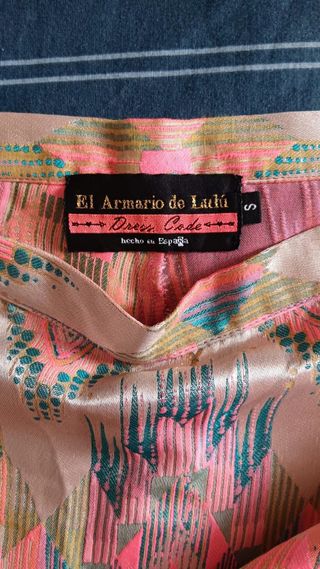 El Armario de Lulú
Dress Code
hecho en España
S